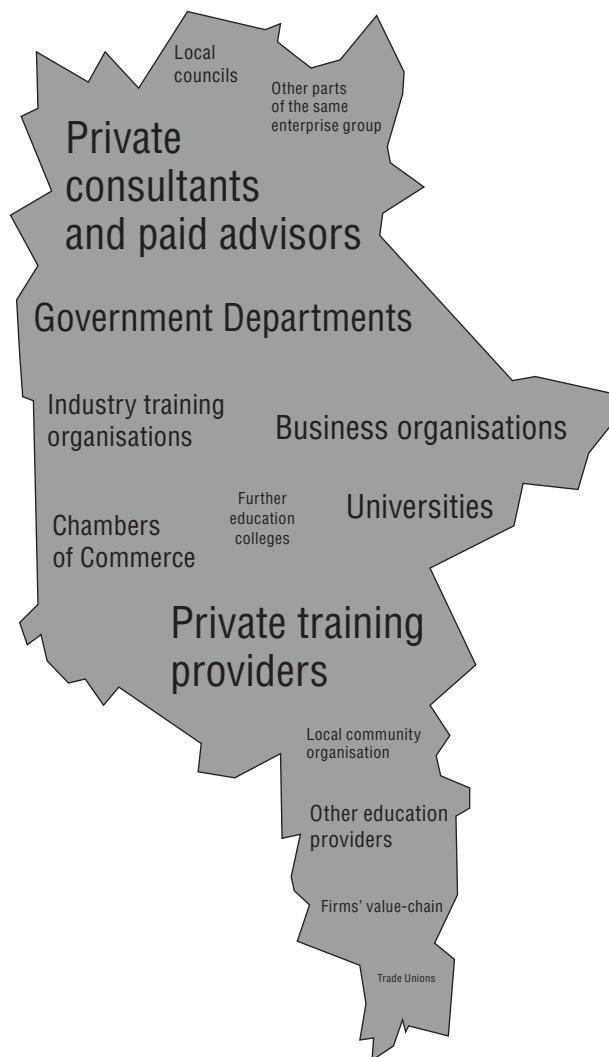 Local
councils
Other parts
of the same
enterprise group
Private
consultants
and paid advisors
Government Departments
Industry training
organisations
Business organisations
Further
education
colleges
Universities
Chambers
of Commerce
Private training
providers
Local community
organisation
Other education
providers
Firms' value-chain
Trade Unions